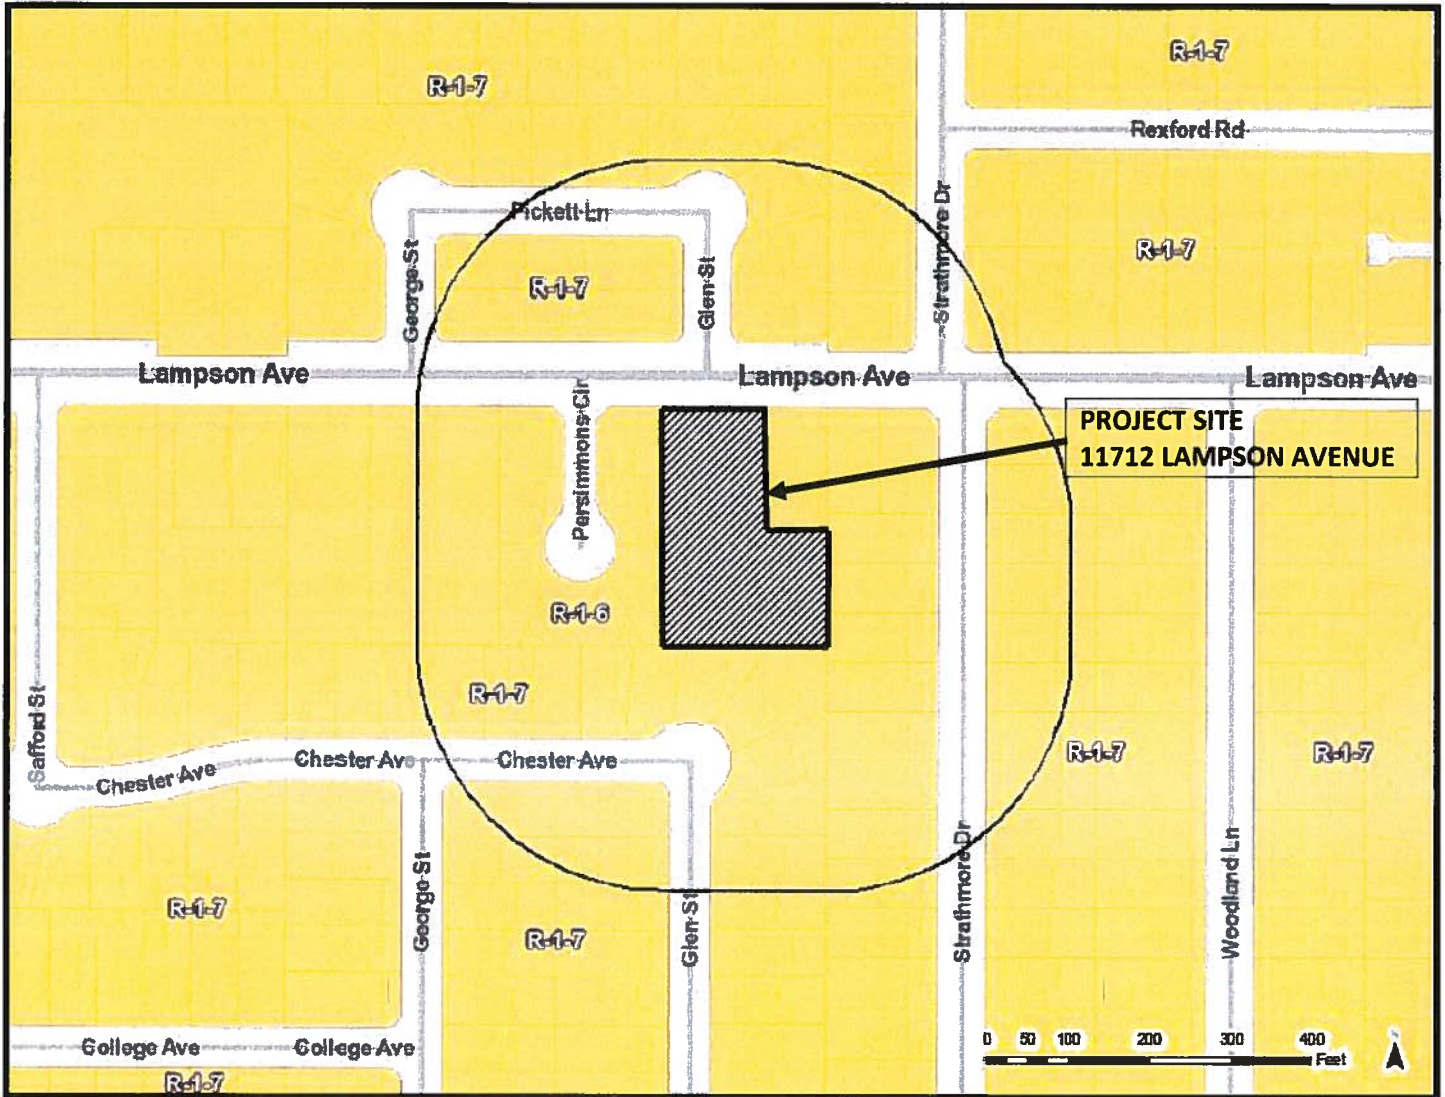 R-1-7
R-1-7
Rexford Rd
Pickett Ln
George St
R-1-7
Glen St
Strathmore Dr
R-1-7
Lampson Ave
Lampson Ave
Lampson Ave
Persimmons Cir
PROJECT SITE
11712 LAMPSON AVENUE
R-1-6
R-1-7
Safford St
Chester Ave
Chester Ave
Chester Ave
R-1-7
R-1-7
R-1-7
George St
R-1-7
Glen St
Strathmore Dr
Woodland Ln
College Ave
College Ave
R-1-7
0 50 100 200 300 400
Feet